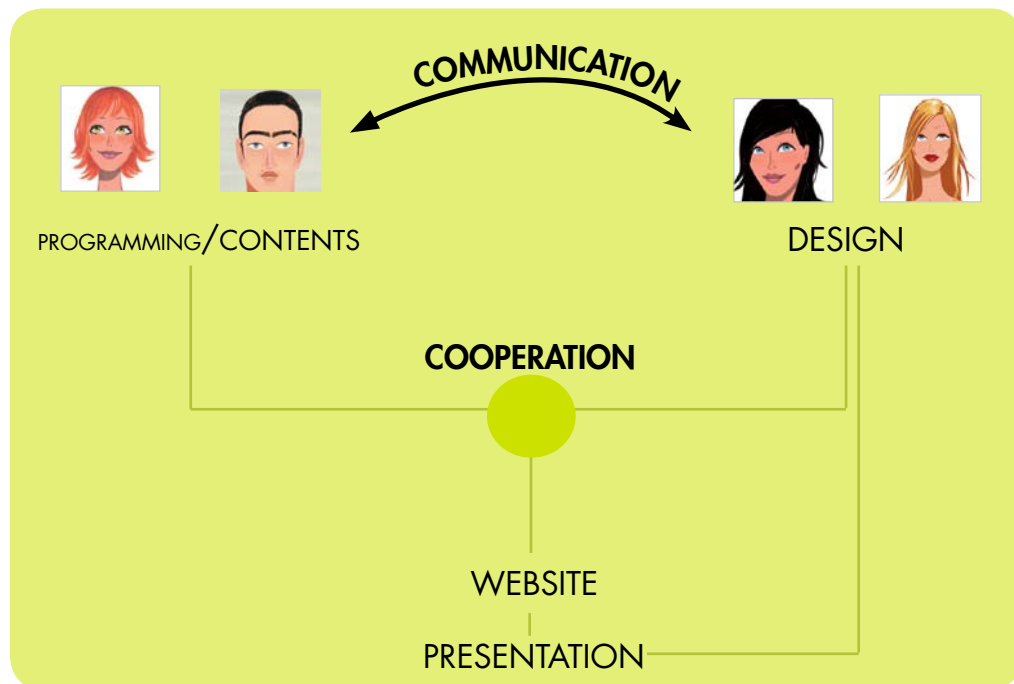 COMMUNICATION
PROGRAMMING/CONTENTS
DESIGN
COOPERATION
WEBSITE
PRESENTATION